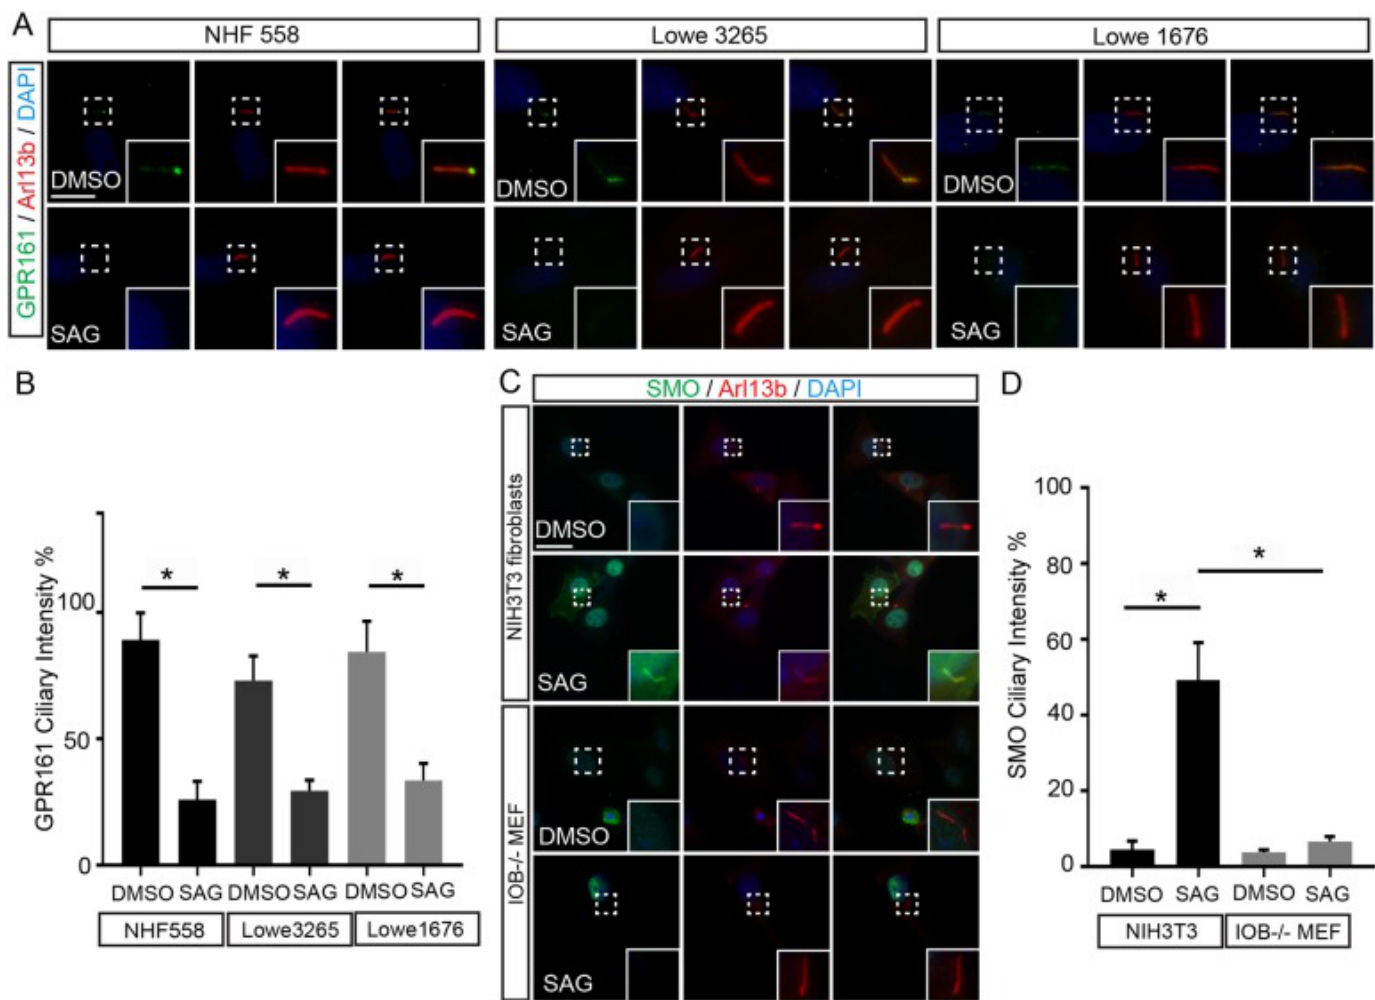 A
NHF 558
Lowe 3265
Lowe 1676
GPR161 / Arl13b / DAPI
DMSO
DMSO
DMSO
SAG
SAG
SAG
B
GPR161 Ciliary Intensity %
100
50
0
*
*
*
DMSO SAG DMSO SAG DMSO SAG
NHF558 Lowe3265 Lowe1676
C
SMO / Arl13b / DAPI
NIH3T3 fibroblasts
DMSO
SAG
IOB-/- MEF
DMSO
SAG
D
SMO Ciliary Intensity %
100
80
60
40
20
0
*
*
DMSO SAG DMSO SAG
NIH3T3 IOB-/- MEF